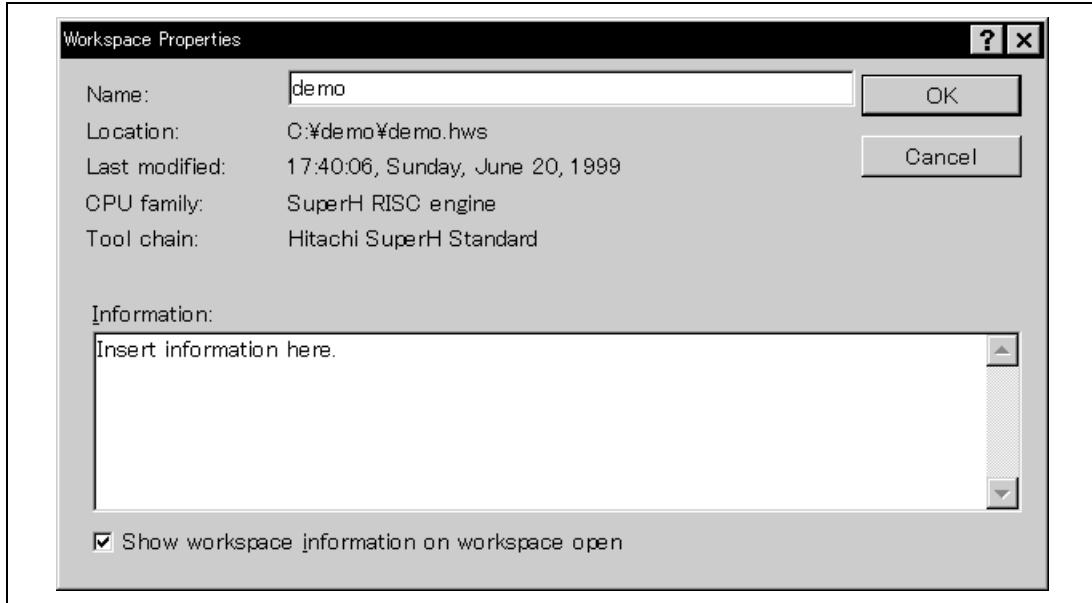 Workspace Properties
Name: demo OK
Location: C:¥demo¥demo.hws
Last modified: 17:40:06, Sunday, June 20, 1999 Cancel
CPU family: SuperH RISC engine
Tool chain: Hitachi SuperH Standard
Information:
Insert information here.
Show workspace information on workspace open